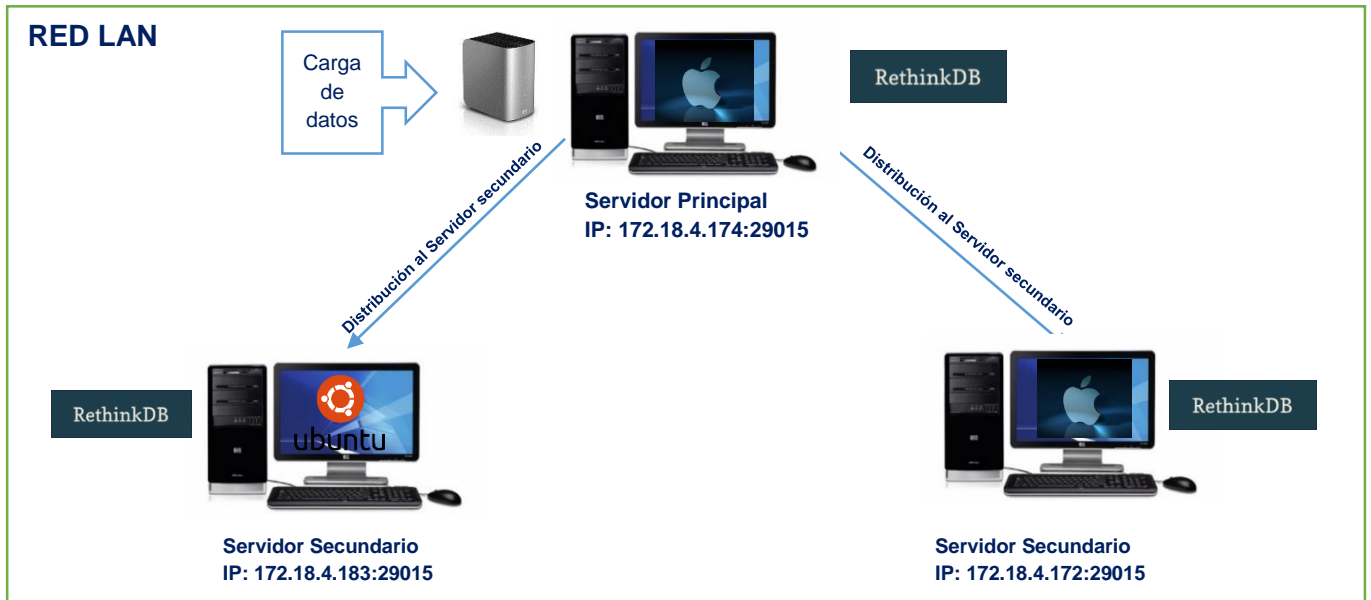 RED LAN
Carga
de
datos
RethinkDB
Distribución al Servidor secundario
Distribución al Servidor secundario
Servidor Principal
IP: 172.18.4.174:29015
RethinkDB
ubuntu
RethinkDB
Servidor Secundario
IP: 172.18.4.183:29015
Servidor Secundario
IP: 172.18.4.172:29015